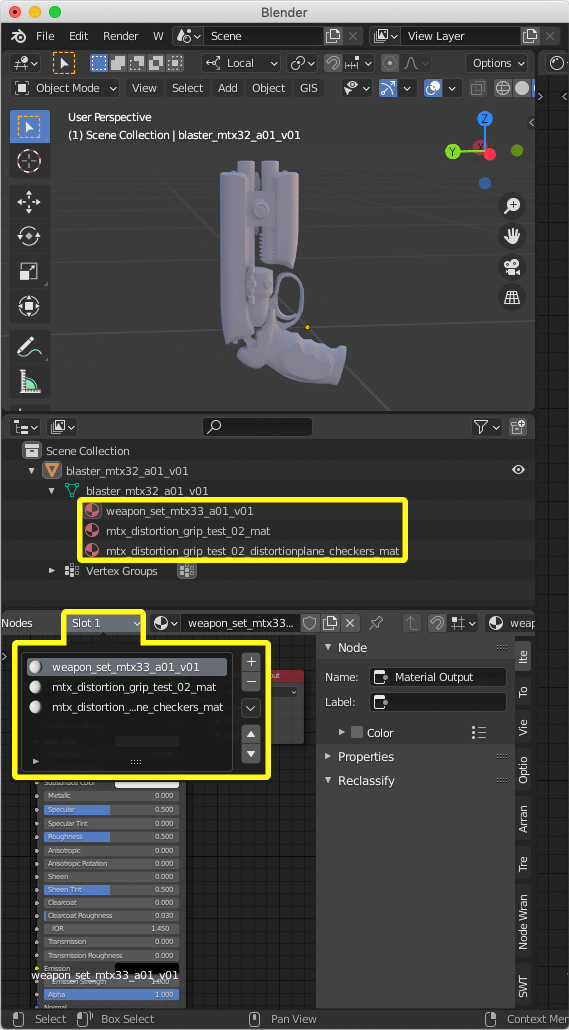 Blender
File Edit Render W Scene View Layer
Local Options
Object Mode View Select Add Object GIS
User Perspective
(1) Scene Collection | blaster_mtx32_a01_v01
Z
Y
X
Scene Collection
blaster_mtx32_a01_v01
blaster_mtx32_a01_v01
weapon_set_mtx33_a01_v01
mtx_distortion_grip_test_02_mat
mtx_distortion_grip_test_02_distortionplane_checkers_mat
Vertex Groups
Nodes Slot 1 weapon_set_mtx33... weap
weapon_set_mtx33_a01_v01
mtx_distortion_grip_test_02_mat
mtx_distortion_...ne_checkers_mat
Node
Name: Material Output
Label:
Color
Properties
Reclassify
Ite
To
Vie
Optio
Arran
Tre
Node Wran
SWT
Subsurface Color
Metallic 0.000
Specular 0.500
Specular Tint 0.000
Roughness 0.500
Anisotropic 0.000
Anisotropic Rotation 0.000
Sheen 0.000
Sheen Tint 0.500
Clearcoat 0.000
Clearcoat Roughness 0.030
IOR 1.450
Transmission 0.000
Transmission Roughness 0.000
Emission
weapon_set_mtx33_a01_v01
Emission Strength 1.000
Alpha 1.000
Normal
Select Box Select Pan View Context Mer